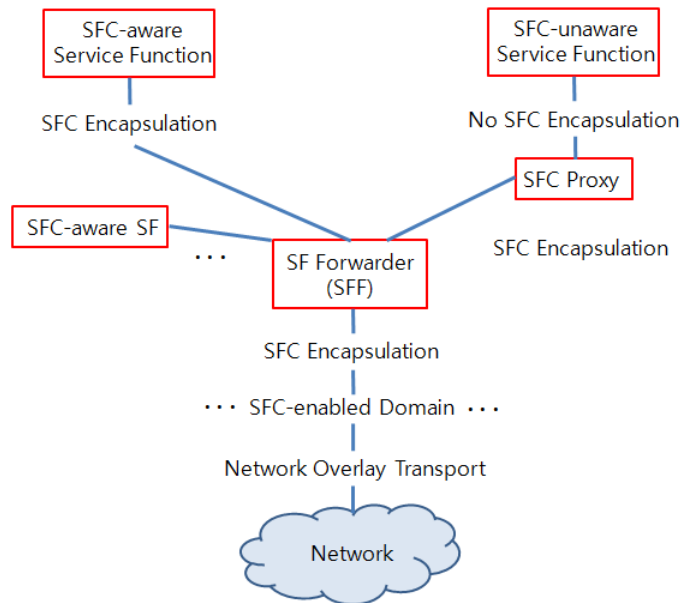 SFC-aware
Service Function
SFC-unaware
Service Function
SFC Encapsulation
No SFC Encapsulation
SFC Proxy
SFC-aware SF
...
SF Forwarder
(SFF)
SFC Encapsulation
SFC Encapsulation
... SFC-enabled Domain ...
Network Overlay Transport
Network